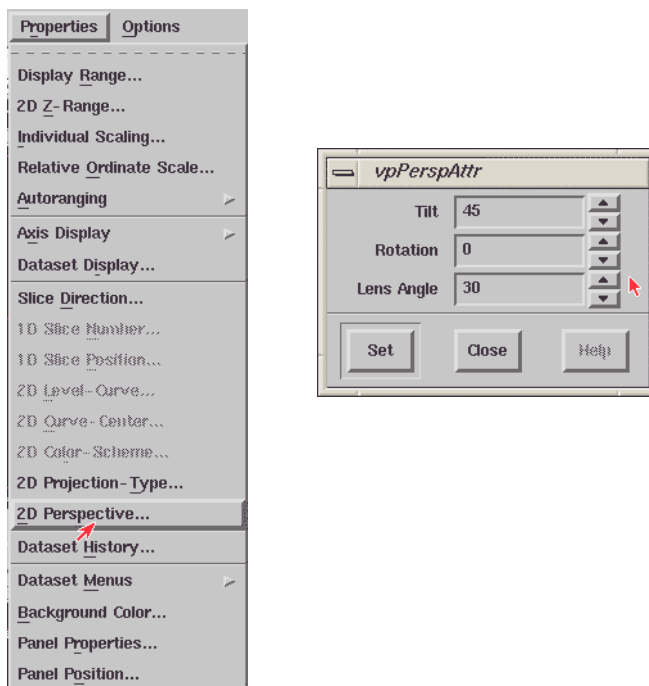 Properties Options
Display Range...
2D Z-Range...
Individual Scaling...
Relative Ordinate Scale...
Autoranging
Axis Display
Dataset Display...
Slice Direction...
1D Slice Number...
1D Slice Position...
2D Level-Curve...
2D Curve-Center...
2D Color-Scheme...
2D Projection-Type...
2D Perspective...
Dataset History...
Dataset Menus
Background Color...
Panel Properties...
Panel Position...
vpPerspAttr
Tilt 45
Rotation 0
Lens Angle 30
Set Close Help